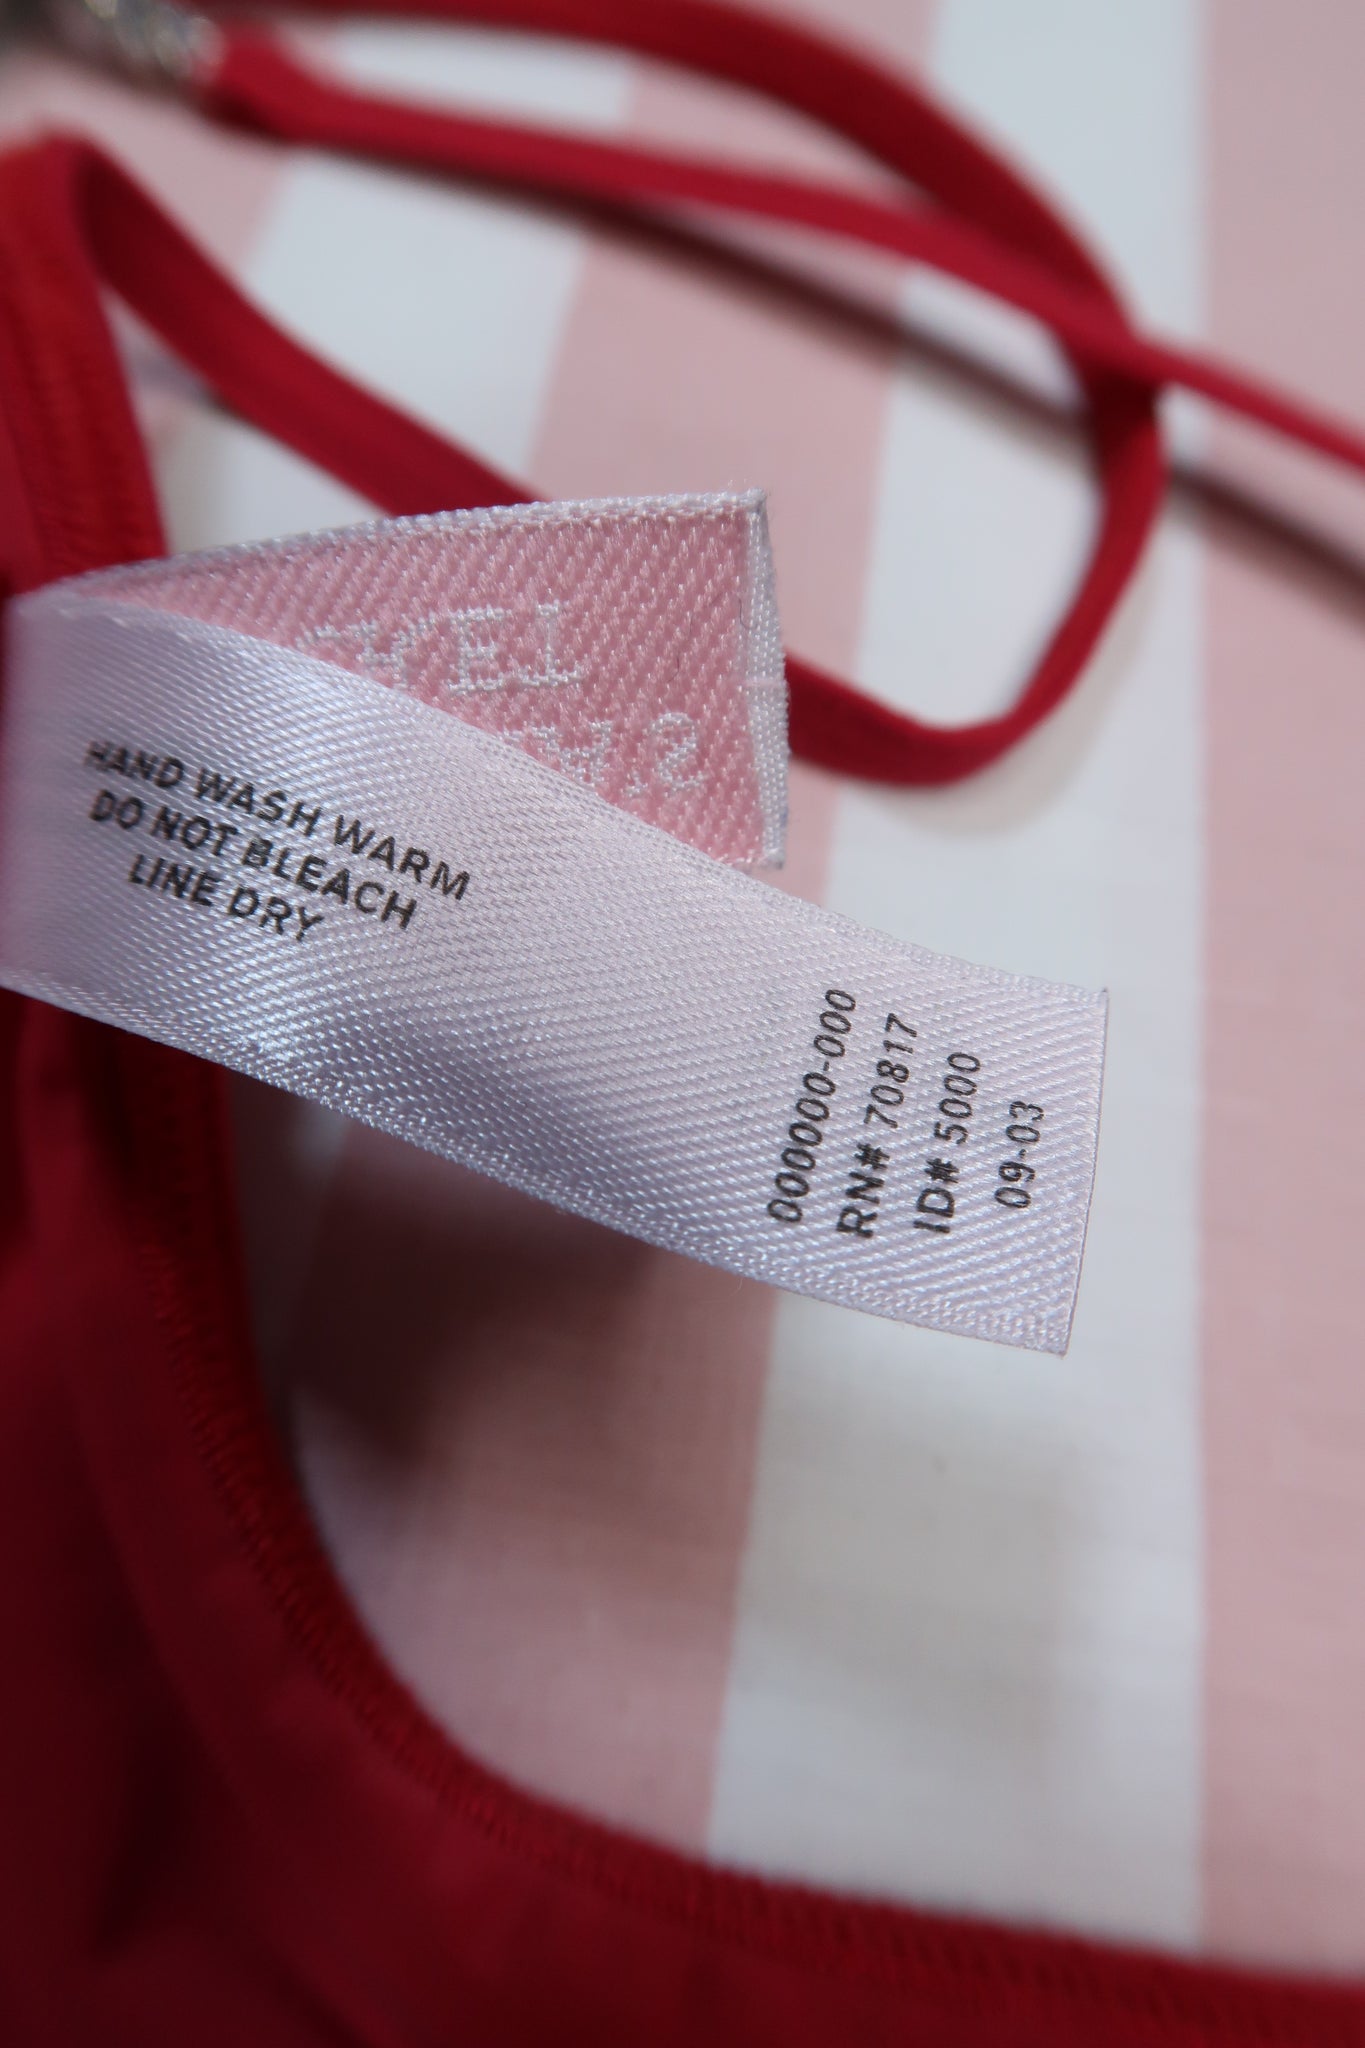 HAND WASH WARM
DO NOT BLEACH
LINE DRY
000000-000
RN# 70817
ID# 5000
09-03